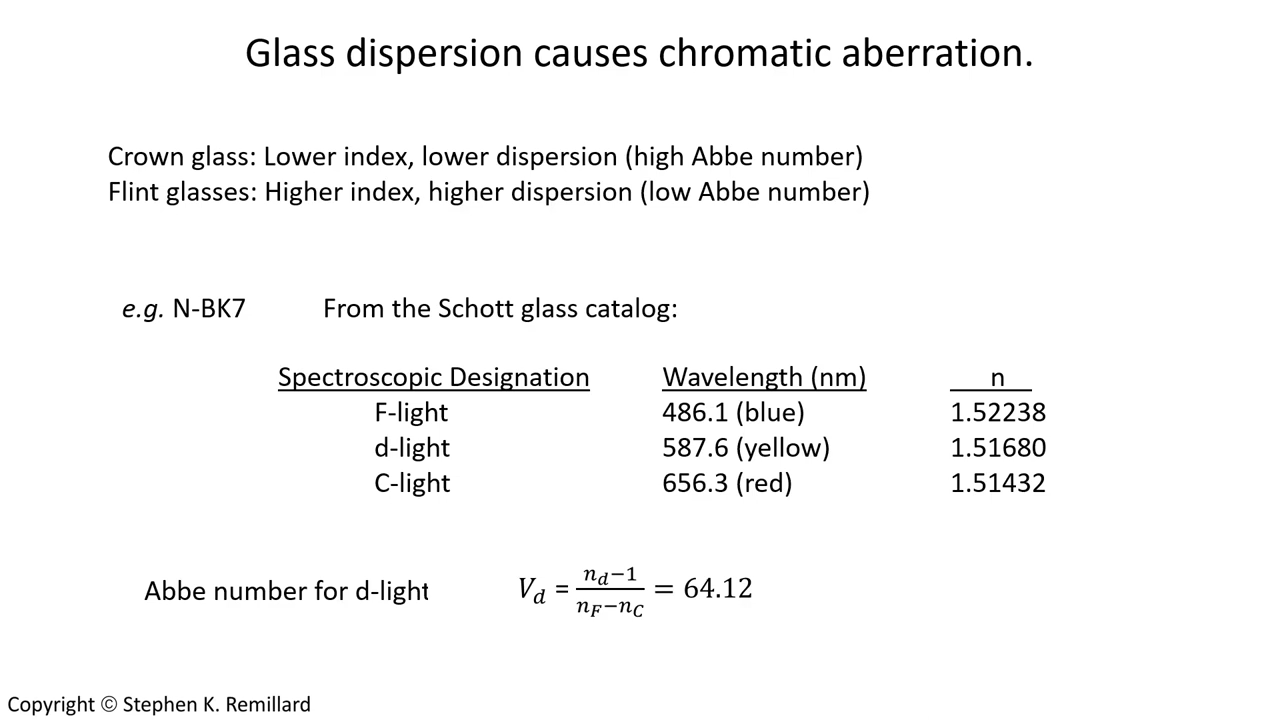 Glass dispersion causes chromatic aberration.
Crown glass: Lower index, lower dispersion (high Abbe number)
Flint glasses: Higher index, higher dispersion (low Abbe number)
e.g. N-BK7 From the Schott glass catalog:
Spectroscopic Designation Wavelength (nm) n
F-light 486.1 (blue) 1.52238
d-light 587.6 (yellow) 1.51680
C-light 656.3 (red) 1.51432
Abbe number for d-light V_d = \frac{n_d−1}{n_F−n_C} = 64.12
Copyright © Stephen K. Remillard